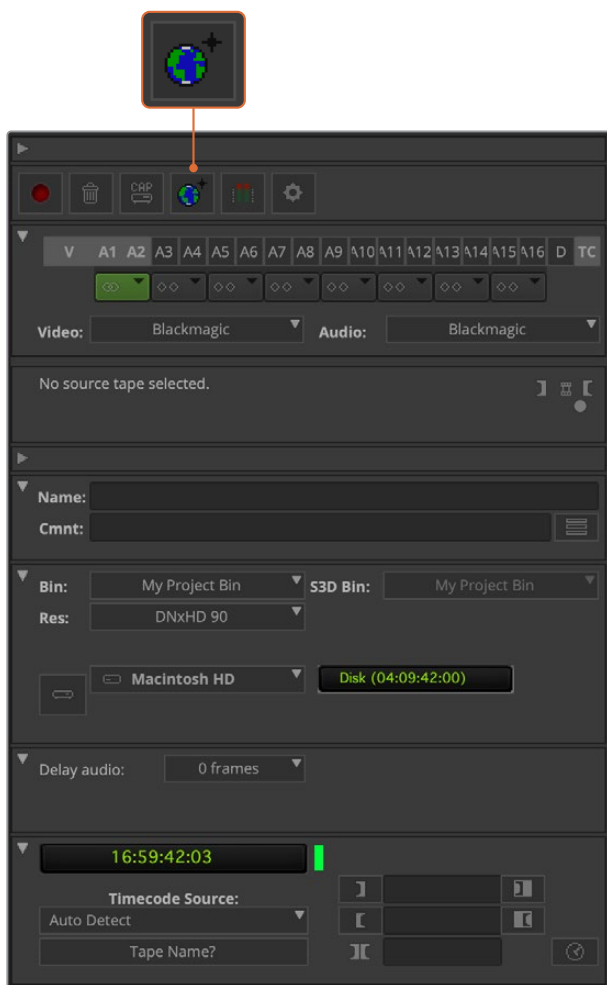 CAP
V A1 A2 A3 A4 A5 A6 A7 A8 A9 A10 A11 A12 A13 A14 A15 A16 D TC
Video: Blackmagic Audio: Blackmagic
No source tape selected.
Name:
Cmnt:
Bin: My Project Bin S3D Bin: My Project Bin
Res: DNxHD 90
Macintosh HD Disk (04:09:42:00)
Delay audio: 0 frames
16:59:42:03
Timecode Source:
Auto Detect
Tape Name?